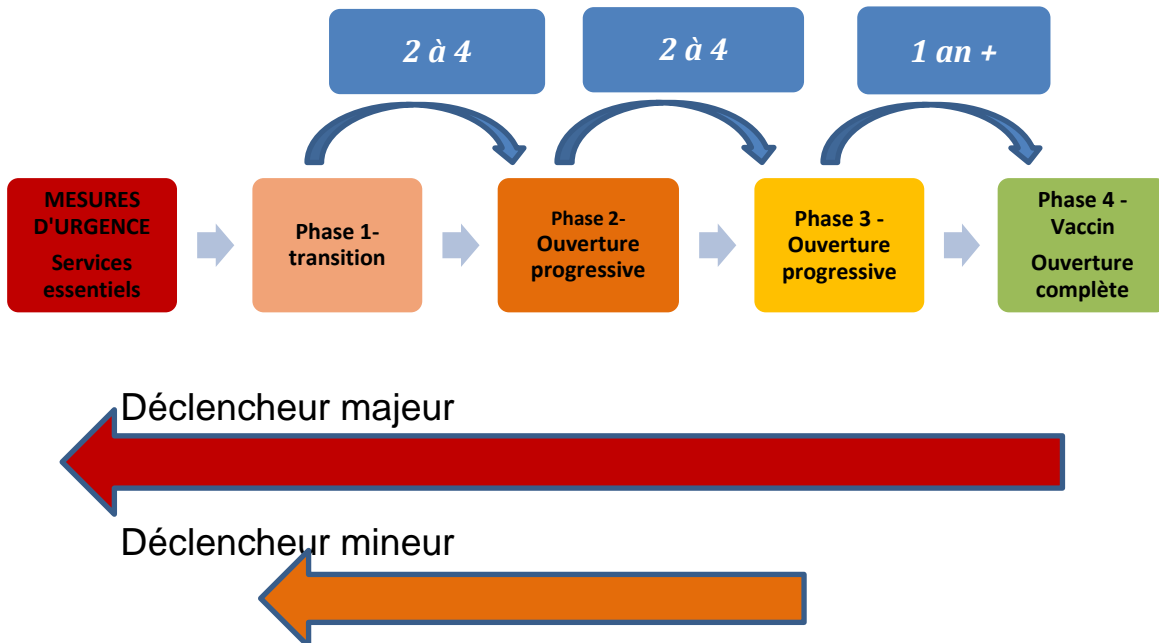 2 à 4
2 à 4
1 an +
MESURES
D'URGENCE
Services
essentiels
Phase 1-
transition
Phase 2-
Ouverture
progressive
Phase 3 -
Ouverture
progressive
Phase 4 -
Vaccin
Ouverture
complète
Déclencheur majeur
Déclencheur mineur